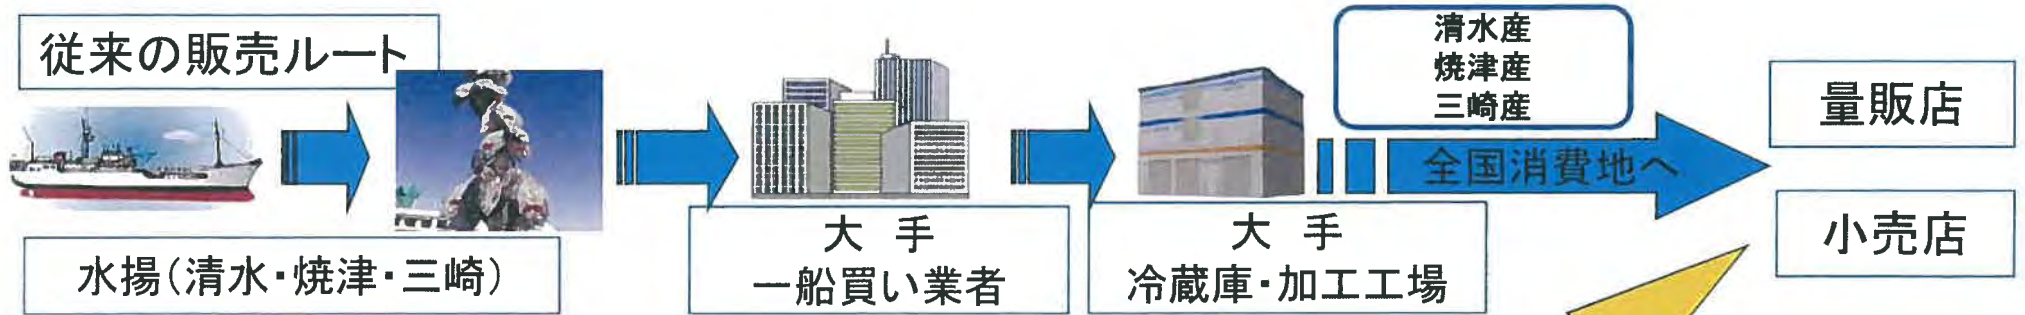 従来の販売ルート
清水産
焼津産
三崎産
全国消費地へ
量販店
小売店
水揚(清水・焼津・三崎)
大 手
一船買い業者
大 手
冷蔵庫・加工工場